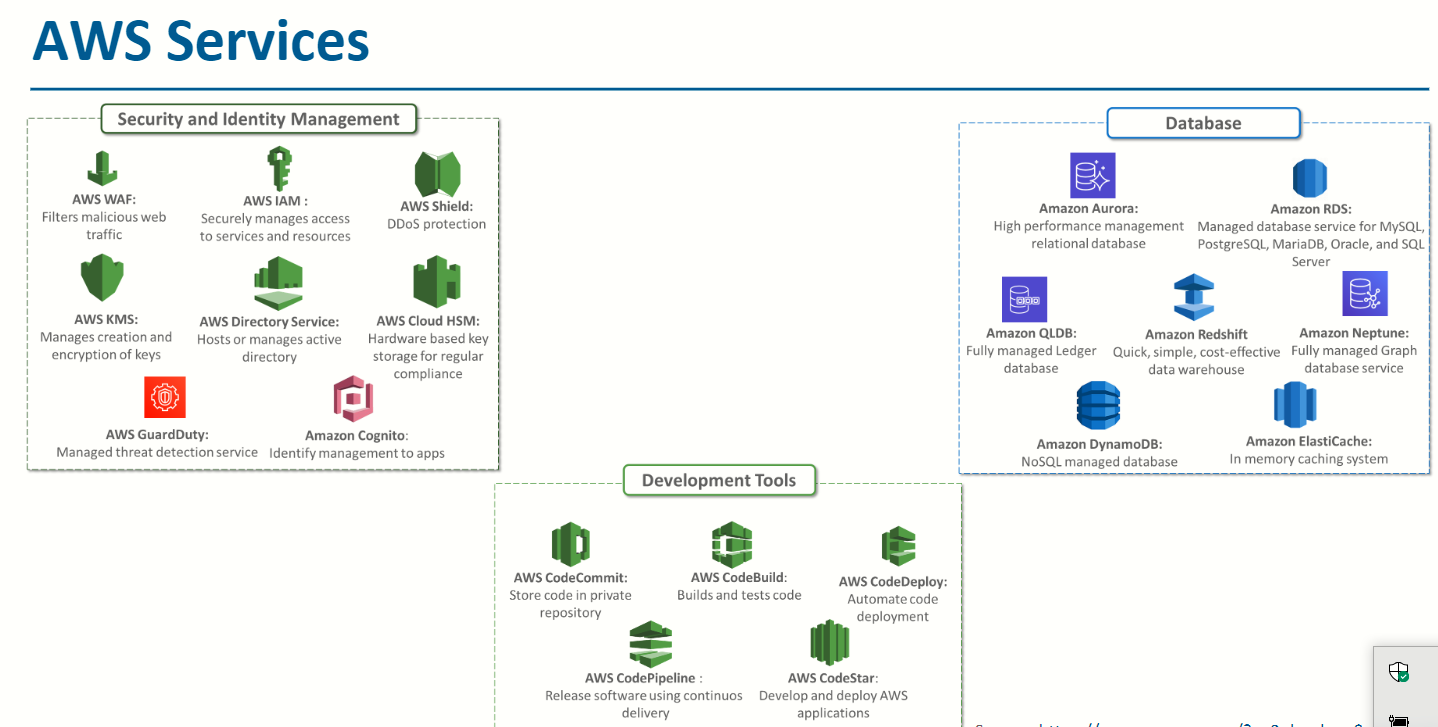 AWS Services
Security and Identity Management
AWS WAF:
Filters malicious web
traffic
AWS IAM :
Securely manages access
to services and resources
AWS Shield:
DDoS protection
AWS KMS:
Manages creation and
encryption of keys
AWS Directory Service:
Hosts or manages active
directory
AWS Cloud HSM:
Hardware based key
storage for regular
compliance
AWS GuardDuty:
Managed threat detection service
Amazon Cognito:
Identify management to apps
Database
Amazon Aurora:
High performance management
relational database
Amazon RDS:
Managed database service for MySQL,
PostgreSQL, MariaDB, Oracle, and SQL
Server
Amazon QLDB:
Fully managed Ledger
database
Amazon Redshift
Quick, simple, cost-effective
data warehouse
Amazon Neptune:
Fully managed Graph
database service
Amazon DynamoDB:
NoSQL managed database
Amazon ElastiCache:
In memory caching system
Development Tools
AWS CodeCommit:
Store code in private
repository
AWS CodeBuild:
Builds and tests code
AWS CodeDeploy:
Automate code
deployment
AWS CodePipeline :
Release software using continuos
delivery
AWS CodeStar:
Develop and deploy AWS
applications